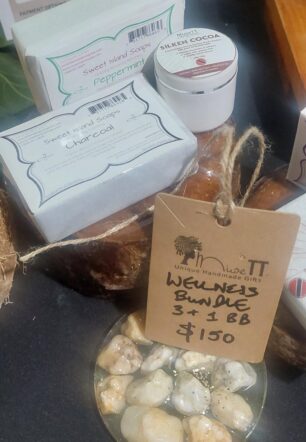 Sweet Island Soaps
Peppermint
SILKEN COCOA
Sweet Island Soaps
Charcoal
TT
Unique Handmade Gifts
WELLNESS
BUNDLE
3 + 1 BB
$150